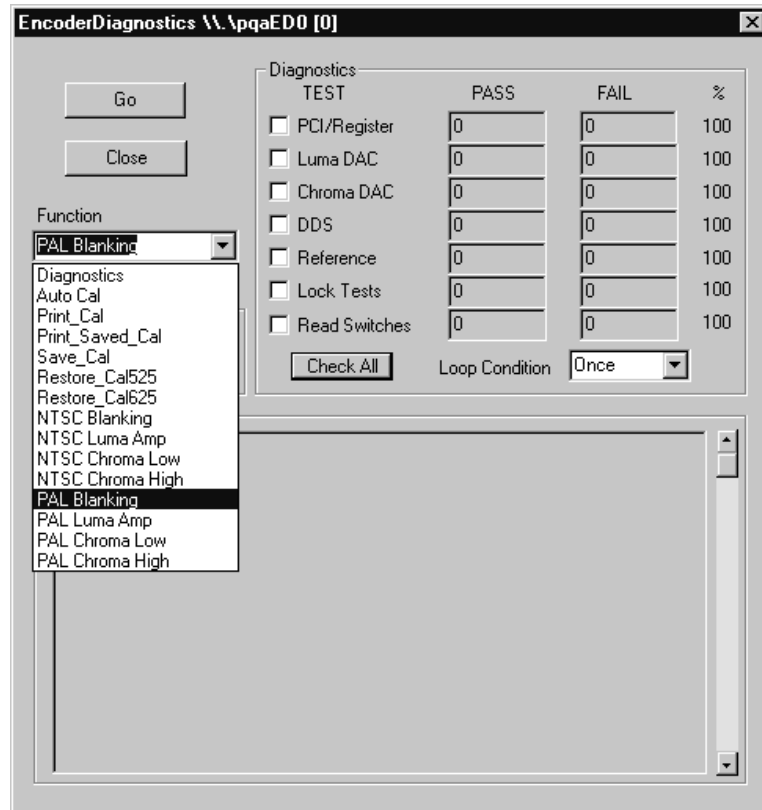 EncoderDiagnostics \\.\pqaED0 [0]
Go
Close
Function
PAL Blanking
Diagnostics
Auto Cal
Print_Cal
Print_Saved_Cal
Save_Cal
Restore_Cal525
Restore_Cal625
NTSC Blanking
NTSC Luma Amp
NTSC Chroma Low
NTSC Chroma High
PAL Blanking
PAL Luma Amp
PAL Chroma Low
PAL Chroma High
Diagnostics
TEST PASS FAIL %
PCI/Register 0 0 100
Luma DAC 0 0 100
Chroma DAC 0 0 100
DDS 0 0 100
Reference 0 0 100
Lock Tests 0 0 100
Read Switches 0 0 100
Check All Loop Condition Once